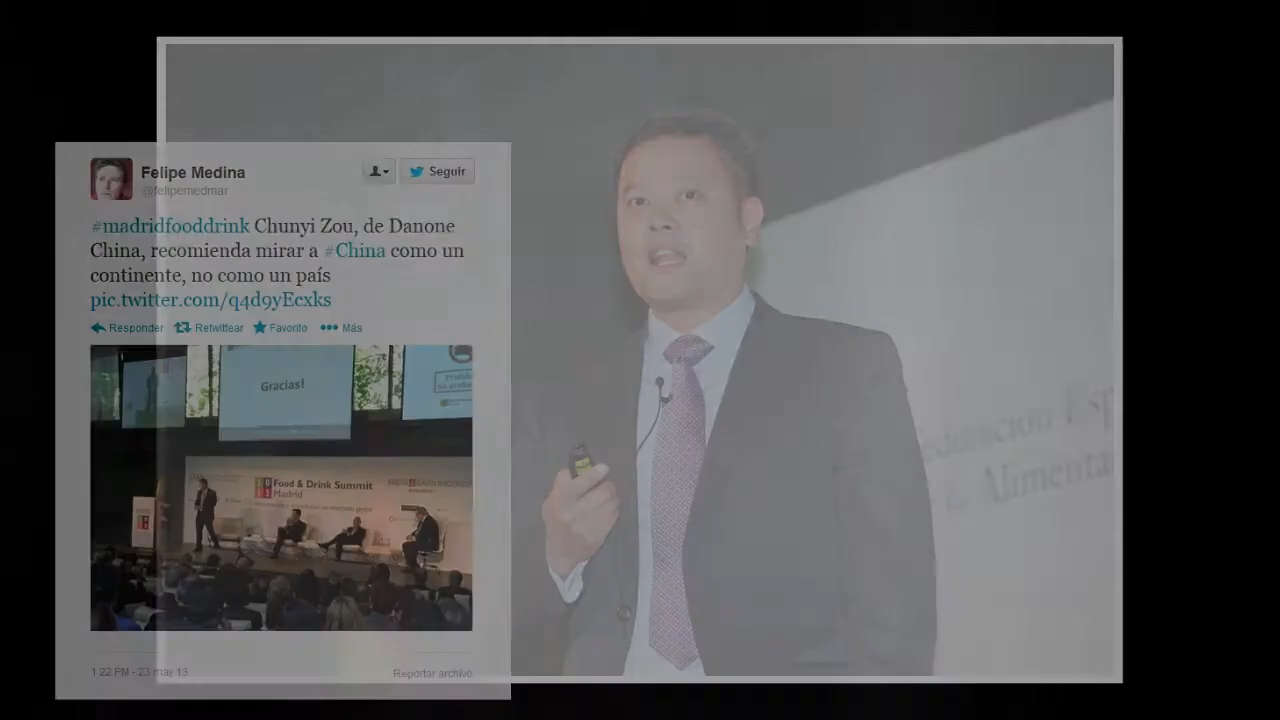 Felipe Medina
@felipemedmar
Seguir
#madridfooddrink Chunyi Zou, de Danone
China, recomienda mirar a #China como un
continente, no como un país
pic.twitter.com/q4d9yEcxks
Responder Retwittear Favorito Más
Gracias!
Food & Drink Summit
Madrid
1:22 PM - 23 may 13
Reportar archivo
Alimenta